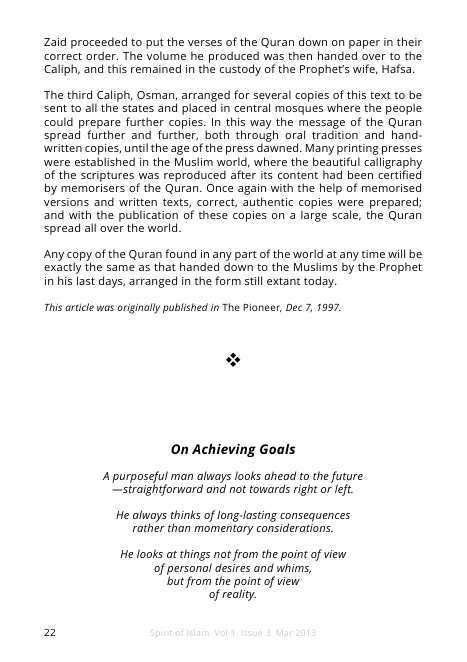 Zaid proceeded to put the verses of the Quran down on paper in their
correct order. The volume he produced was then handed over to the
Caliph, and this remained in the custody of the Prophet’s wife, Hafsa.
The third Caliph, Osman, arranged for several copies of this text to be
sent to all the states and placed in central mosques where the people
could prepare further copies. In this way the message of the Quran
spread further and further, both through oral tradition and hand-
written copies, until the age of the press dawned. Many printing presses
were established in the Muslim world, where the beautiful calligraphy
of the scriptures was reproduced after its content had been certified
by memorisers of the Quran. Once again with the help of memorised
versions and written texts, correct, authentic copies were prepared;
and with the publication of these copies on a large scale, the Quran
spread all over the world.
Any copy of the Quran found in any part of the world at any time will be
exactly the same as that handed down to the Muslims by the Prophet
in his last days, arranged in the form still extant today.
This article was originally published in The Pioneer, Dec 7, 1997.
On Achieving Goals
A purposeful man always looks ahead to the future
—straightforward and not towards right or left.
He always thinks of long-lasting consequences
rather than momentary considerations.
He looks at things not from the point of view
of personal desires and whims,
but from the point of view
of reality.
22 Spirit of Islam Vol 1 Issue 3 Mar 2013